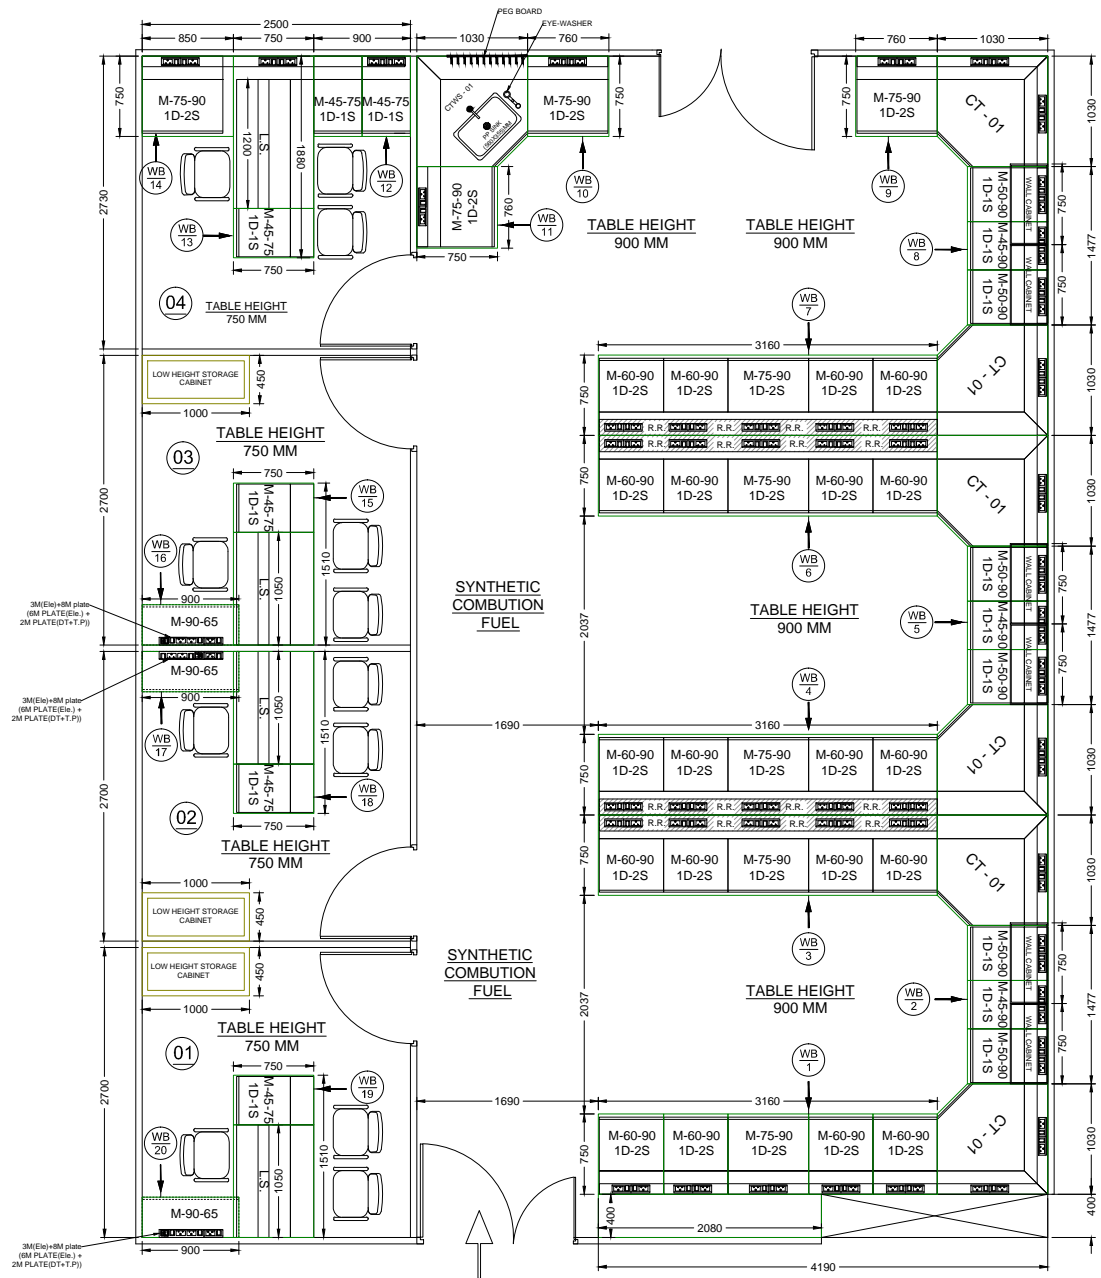 PEG BOARD
EYE-WASHER
2500
850
750
900
1030
760
760
1030
M-75-90
1D-2S
M-45-75
1D-1S
M-45-75
1D-1S
CTWS - 01
PP SINK
M-75-90
1D-2S
M-75-90
1D-2S
CT - 01
750
750
750
1030
L.S.
1200
1880
WB
14
WB
12
WB
10
WB
9
M-45-75
1D-1S
WB
13
750
M-75-90
1D-2S
760
750
WB
11
2730
TABLE HEIGHT
900 MM
TABLE HEIGHT
900 MM
WB
8
M-50-90
1D-1S
M-45-90
1D-1S
M-50-90
1D-1S
WALL CABINET
WALL CABINET
750
750
1477
04
TABLE HEIGHT
750 MM
WB
7
3160
LOW HEIGHT STORAGE
CABINET
450
1000
750
M-60-90
1D-2S
M-60-90
1D-2S
M-75-90
1D-2S
M-60-90
1D-2S
M-60-90
1D-2S
CT - 01
1030
R.R.
R.R.
R.R.
R.R.
R.R.
R.R.
R.R.
R.R.
TABLE HEIGHT
750 MM
03
750
M-60-90
1D-2S
M-60-90
1D-2S
M-75-90
1D-2S
M-60-90
1D-2S
M-60-90
1D-2S
CT - 01
1030
750
M-45-75
1D-1S
WB
15
2700
WB
16
L.S.
1050
1510
WB
6
900
M-90-65
3M(Ele)+8M plate
(6M PLATE(Ele.) +
2M PLATE(DT+T.P))
SYNTHETIC
COMBUTION
FUEL
2037
TABLE HEIGHT
900 MM
WB
5
M-50-90
1D-1S
M-45-90
1D-1S
M-50-90
1D-1S
WALL CABINET
WALL CABINET
750
750
1477
M-90-65
900
3M(Ele)+8M plate
(6M PLATE(Ele.) +
2M PLATE(DT+T.P))
WB
17
L.S.
1050
1510
WB
4
1690
3160
M-45-75
1D-1S
WB
18
2700
02
750
750
M-60-90
1D-2S
M-60-90
1D-2S
M-75-90
1D-2S
M-60-90
1D-2S
M-60-90
1D-2S
CT - 01
1030
R.R.
R.R.
R.R.
R.R.
R.R.
R.R.
R.R.
R.R.
TABLE HEIGHT
750 MM
750
M-60-90
1D-2S
M-60-90
1D-2S
M-75-90
1D-2S
M-60-90
1D-2S
M-60-90
1D-2S
CT - 01
1030
1000
LOW HEIGHT STORAGE
CABINET
450
WB
3
LOW HEIGHT STORAGE
CABINET
450
1000
SYNTHETIC
COMBUTION
FUEL
2037
TABLE HEIGHT
900 MM
WB
2
M-50-90
1D-1S
M-45-90
1D-1S
M-50-90
1D-1S
WALL CABINET
WALL CABINET
750
750
1477
TABLE HEIGHT
750 MM
01
750
WB
1
M-45-75
1D-1S
WB
19
1690
3160
2700
WB
20
L.S.
1050
1510
750
M-60-90
1D-2S
M-60-90
1D-2S
M-75-90
1D-2S
M-60-90
1D-2S
M-60-90
1D-2S
CT - 01
1030
M-90-65
900
3M(Ele)+8M plate
(6M PLATE(Ele.) +
2M PLATE(DT+T.P))
400
2080
400
4190